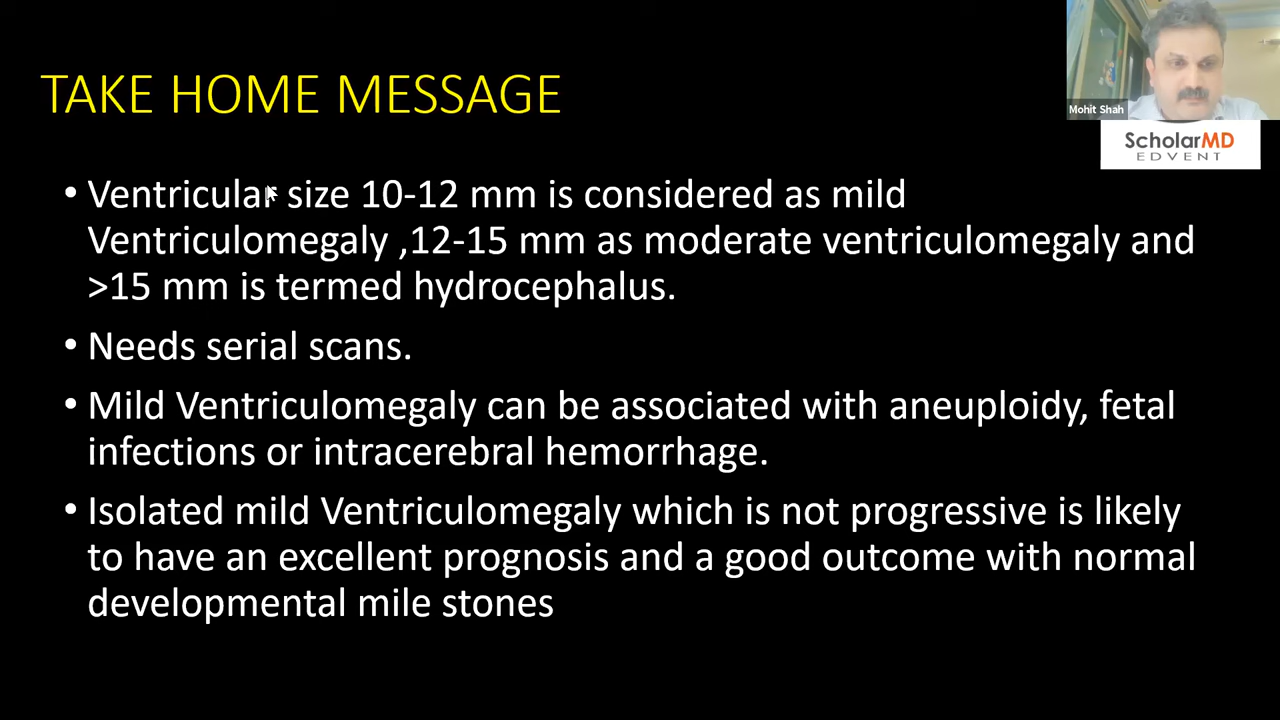 TAKE HOME MESSAGE
Mohit Shah
ScholarMD
EDVENT
• Ventricular size 10-12 mm is considered as mild
Ventriculomegaly ,12-15 mm as moderate ventriculomegaly and
>15 mm is termed hydrocephalus.
• Needs serial scans.
• Mild Ventriculomegaly can be associated with aneuploidy, fetal
infections or intracerebral hemorrhage.
• Isolated mild Ventriculomegaly which is not progressive is likely
to have an excellent prognosis and a good outcome with normal
developmental mile stones